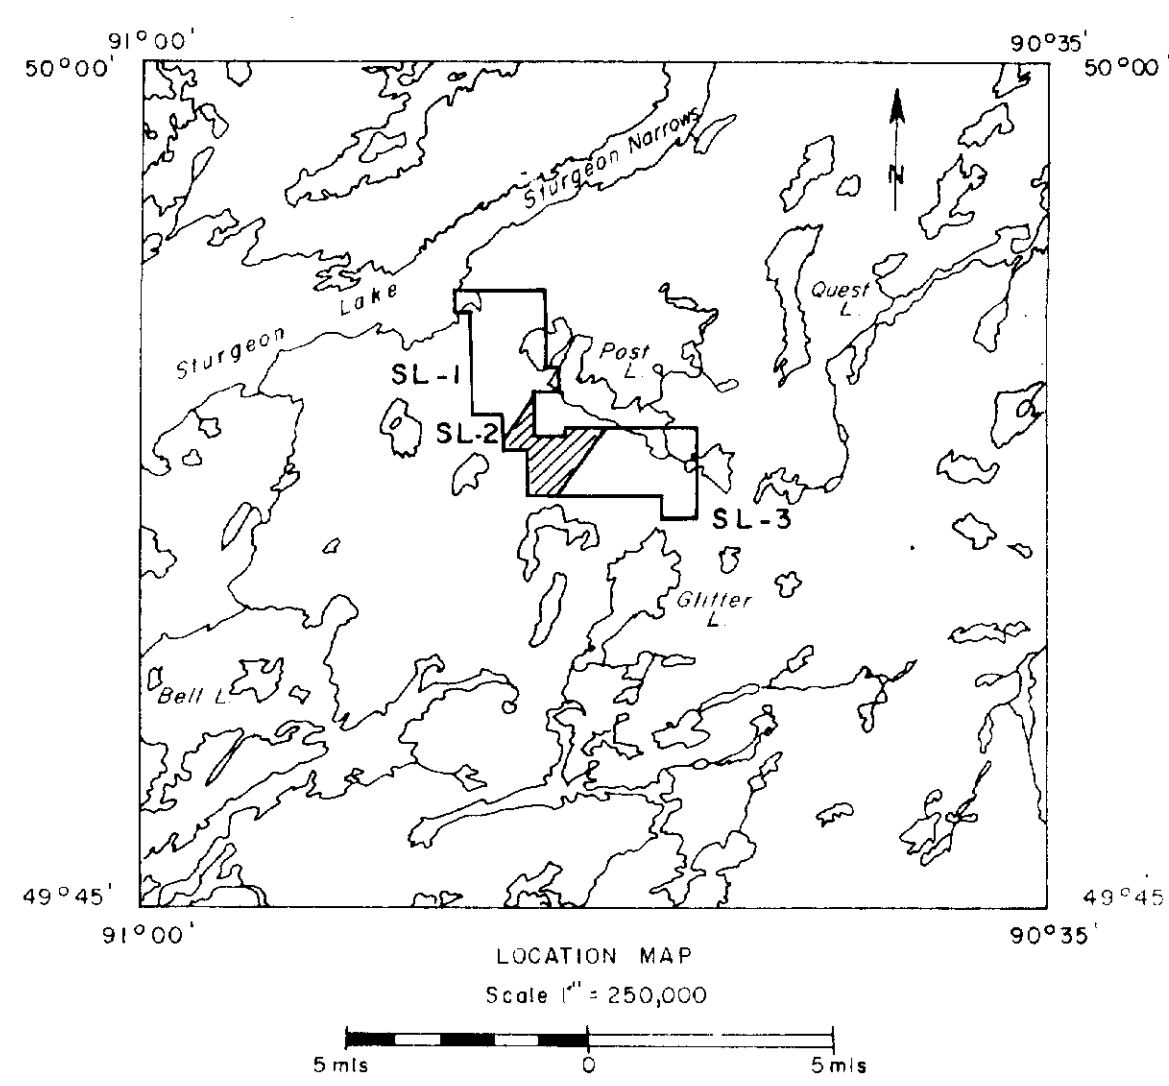 91°00' 90°35'
50°00' 50°00'
Sturgeon Narrows
N
Lake
Quest
L.
Sturgeon
Post
L.
SL-1
SL-2
SL-3
Glitter
L.
Bell L.
49°45' 49°45'
91°00' 90°35'
LOCATION MAP
Scale 1" = 250,000
5 mls 0 5 mls